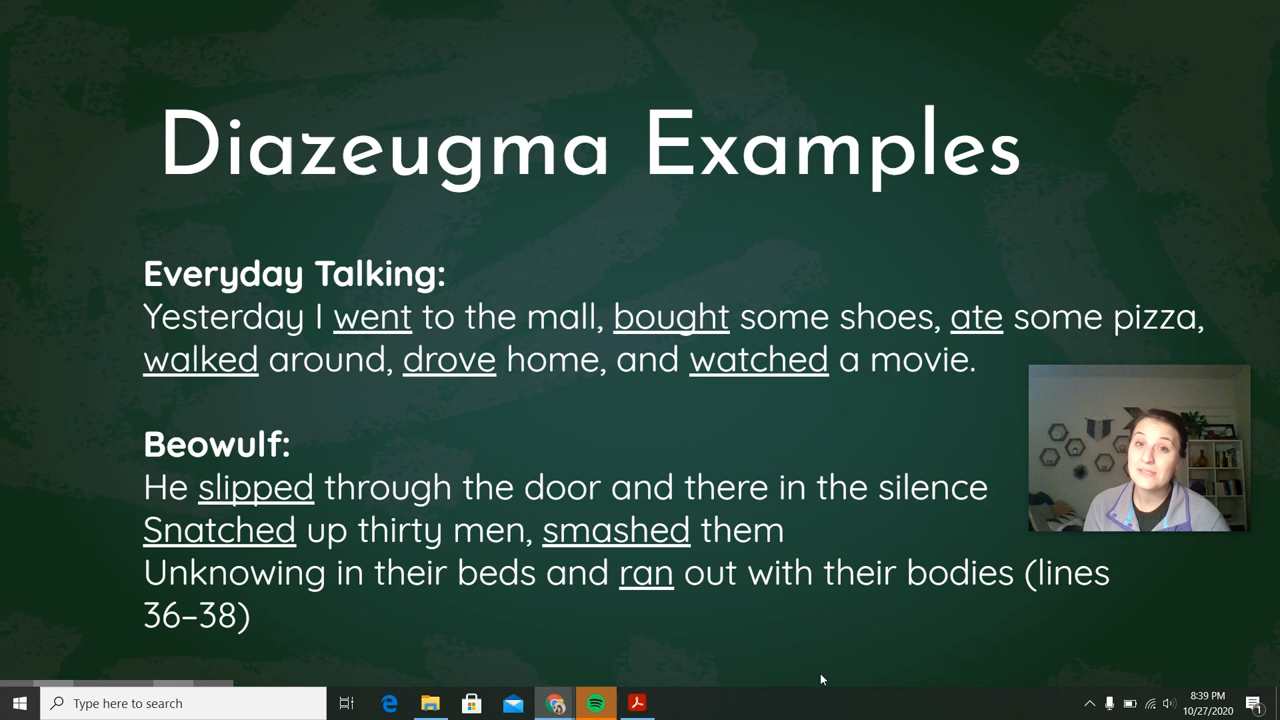 Diazeugma Examples
Everyday Talking:
Yesterday I went to the mall, bought some shoes, ate some pizza,
walked around, drove home, and watched a movie.
Beowulf:
He slipped through the door and there in the silence
Snatched up thirty men, smashed them
Unknowing in their beds and ran out with their bodies (lines
36–38)
Type here to search
8:39 PM
10/27/2020
1